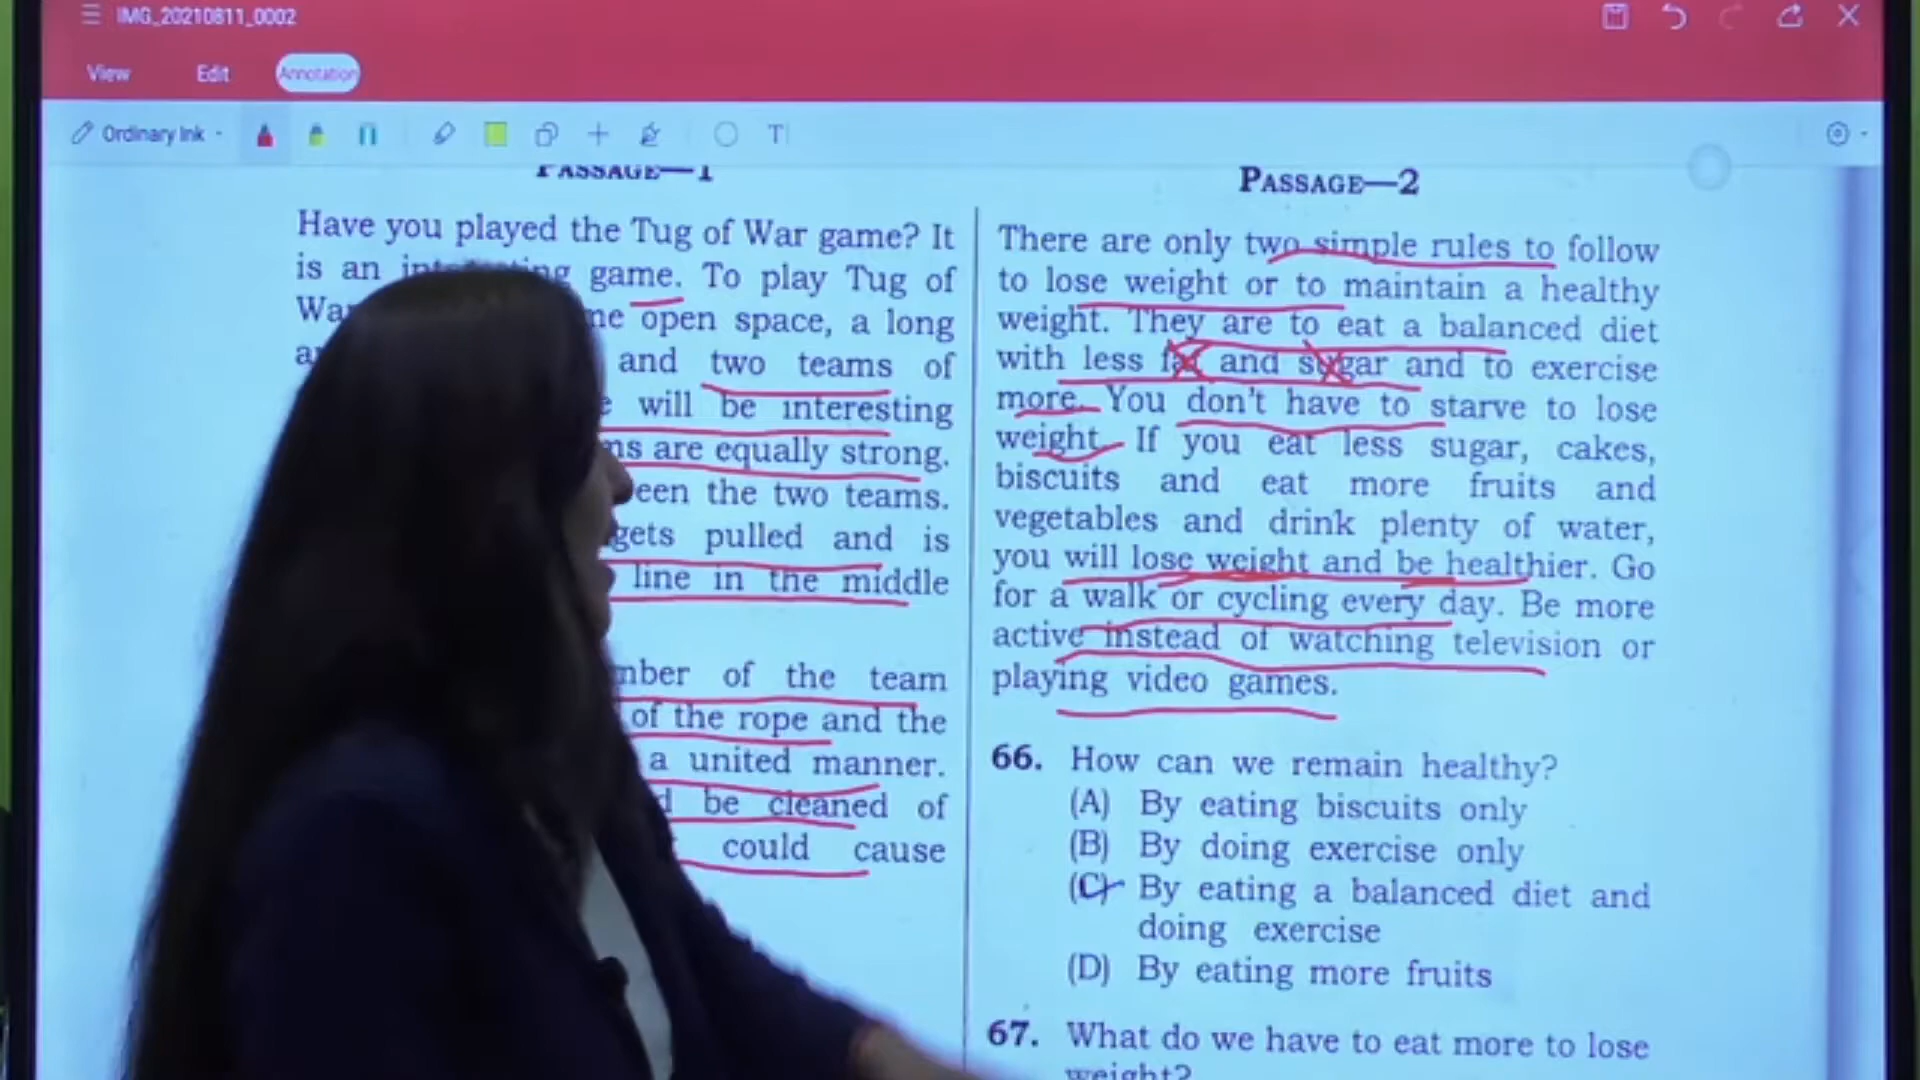 IMG_20210811_0002
View Edit Annotation
Ordinary Ink
PASSAGE—1
Have you played the Tug of War game? It
is an game. To play Tug of
open space, a long
and two teams of
will be interesting
are equally strong.
the two teams.
gets pulled and is
line in the middle
of the team
of the rope and the
a united manner.
be cleaned of
could cause
PASSAGE—2
There are only two simple rules to follow
to lose weight or to maintain a healthy
weight. They are to eat a balanced diet
with less fat and sugar and to exercise
more. You don't have to starve to lose
weight. If you eat less sugar, cakes,
biscuits and eat more fruits and
vegetables and drink plenty of water,
you will lose weight and be healthier. Go
for a walk or cycling every day. Be more
active instead of watching television or
playing video games.
66. How can we remain healthy?
(A) By eating biscuits only
(B) By doing exercise only
(C) By eating a balanced diet and
doing exercise
(D) By eating more fruits
67. What do we have to eat more to lose
weight?